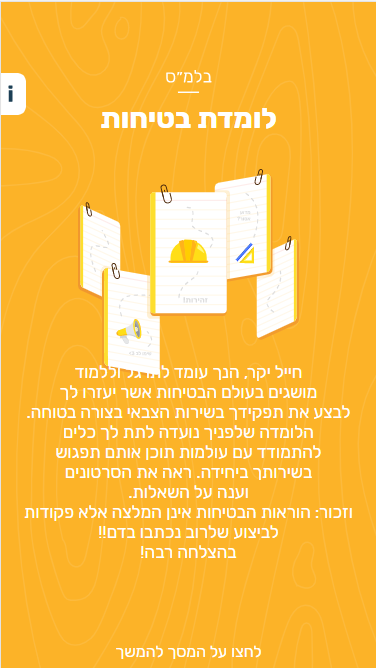 בלמ"ס
לומדת בטיחות
i
זהירות!
חייל יקר, הנך עומד לתרגל וללמוד
מושגים בעולם הבטיחות אשר יעזרו לך
לבצע את תפקידך בשירות הצבאי בצורה בטוחה.
הלומדה שלפניך נועדה לתת לך כלים
להתמודד עם עולמות תוכן אותם תפגוש
בשירותך ביחידה. ראה את הסרטונים
וענה על השאלות.
וזכור: הוראות הבטיחות אינן המלצה אלא פקודות
לביצוע שלרוב נכתבו בדם!!
בהצלחה רבה!
לחצו על המסך להמשך